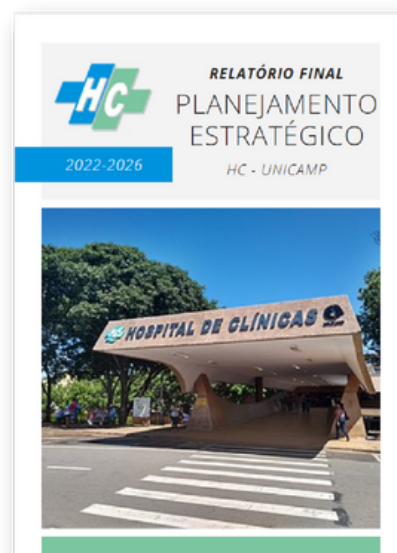 HC
RELATÓRIO FINAL
PLANEJAMENTO
ESTRATÉGICO
2022-2026
HC - UNICAMP
HOSPITAL DE CLÍNICAS